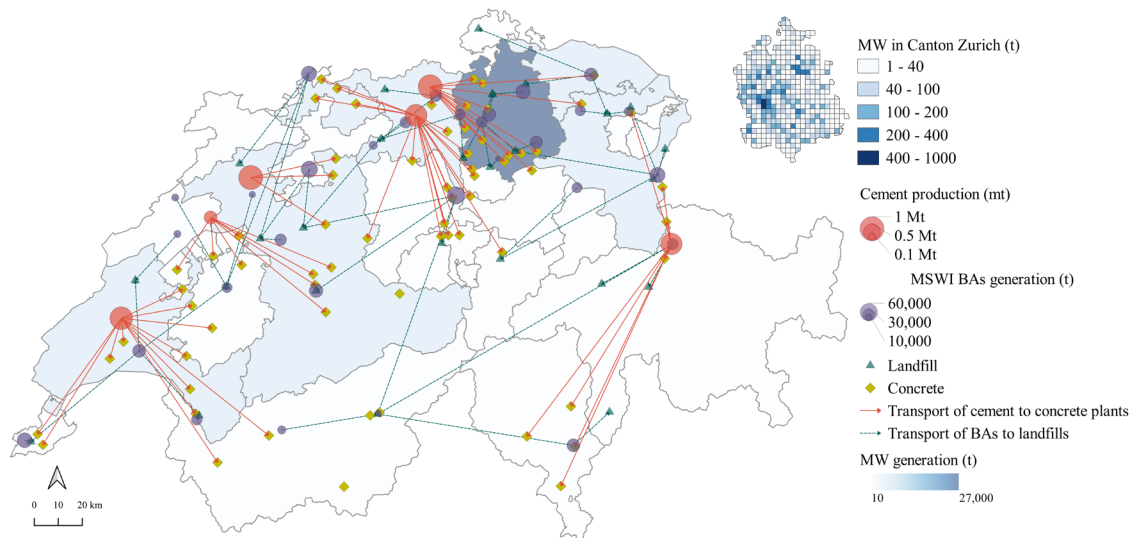 MW in Canton Zurich (t)
1 - 40
40 - 100
100 - 200
200 - 400
400 - 1000
Cement production (mt)
1 Mt
0.5 Mt
0.1 Mt
MSWI BAs generation (t)
60,000
30,000
10,000
Landfill
Concrete
Transport of cement to concrete plants
Transport of BAs to landfills
MW generation (t)
10 27,000
0 10 20 km